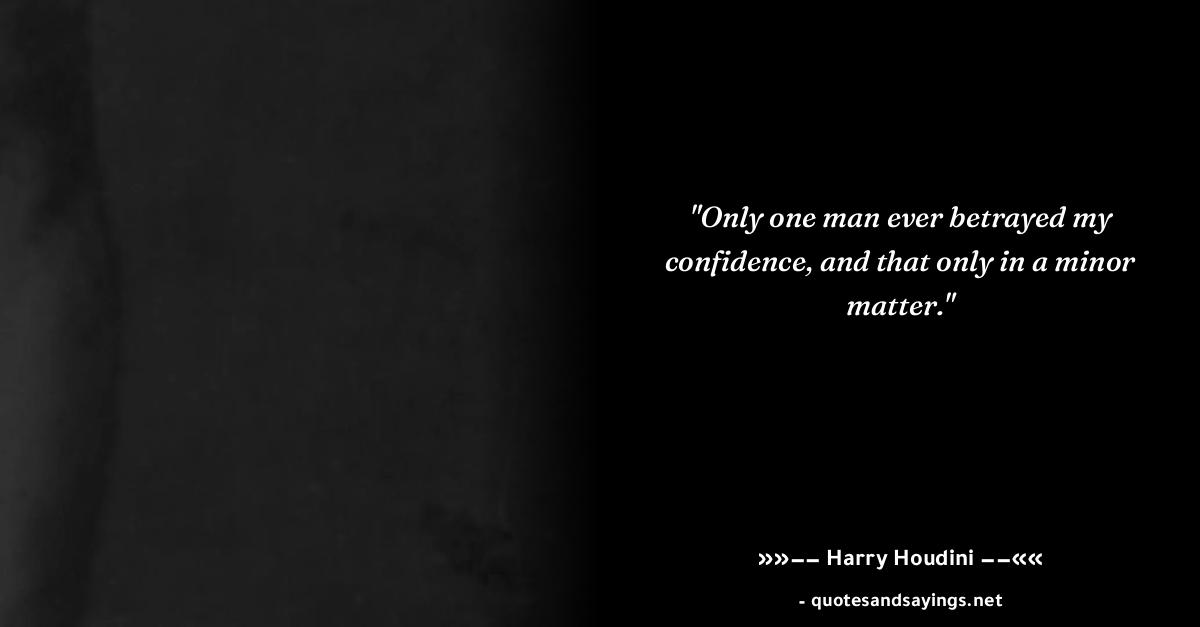 "Only one man ever betrayed my
confidence, and that only in a minor
matter."
»»―― Harry Houdini ――««
- quotesandsayings.net